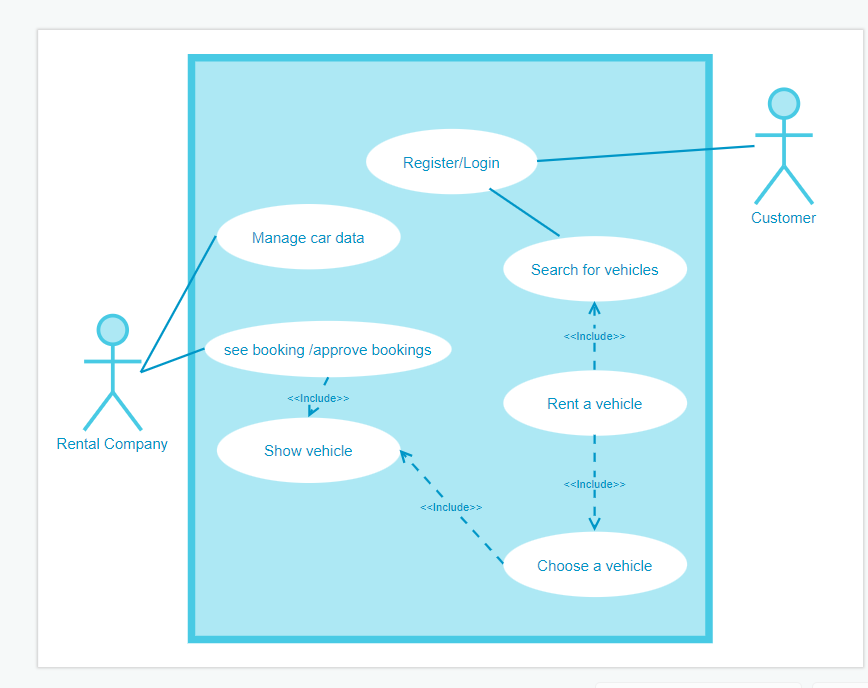 Register/Login
Customer
Manage car data
Search for vehicles
<<Include>>
see booking /approve bookings
<<Include>>
Rent a vehicle
Rental Company
Show vehicle
<<Include>>
<<Include>>
Choose a vehicle